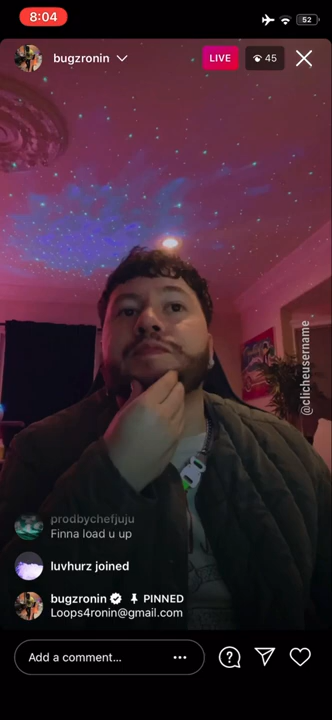 8:04
52
bugzronin
LIVE
45
@clicheusername
prodbychefjuju
Finna load u up
luvhurz joined
bugzronin PINNED
Loops4ronin@gmail.com
Add a comment...